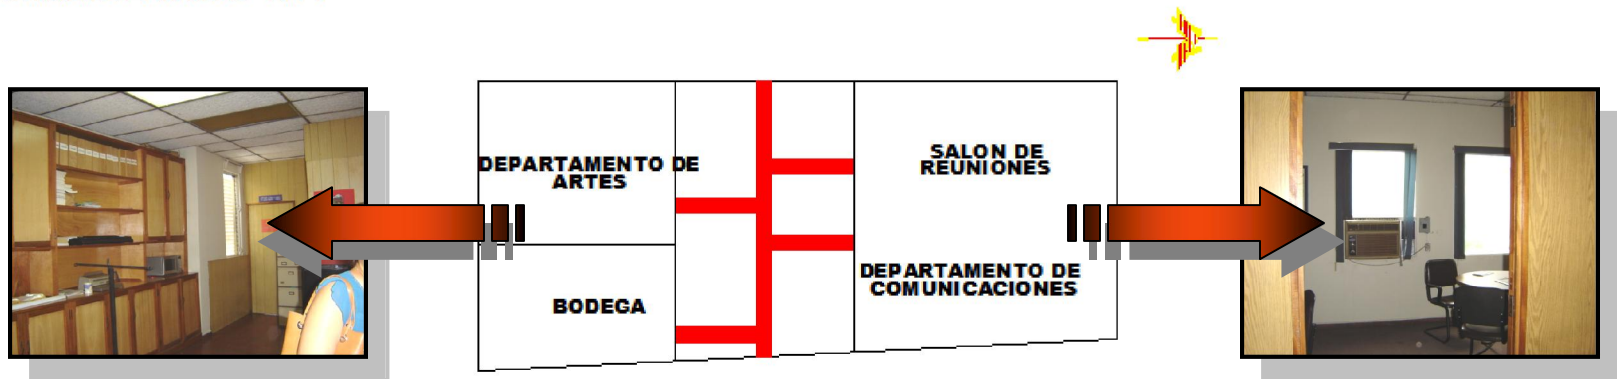 DEPARTAMENTO DE
ARTES
BODEGA
SALON DE
REUNIONES
DEPARTAMENTO DE
COMUNICACIONES